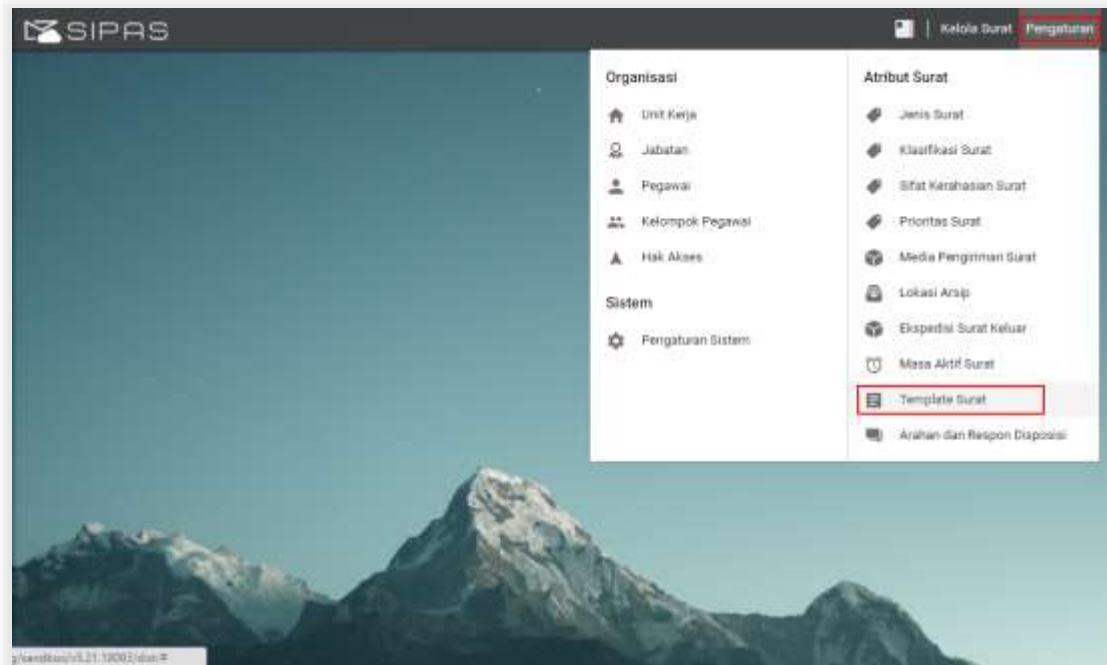 SIPAS
Kelola Surat
Pengaturan
Organisasi
Unit Kerja
Jabatan
Pegawai
Kelompok Pegawai
Hak Akses
Sistem
Pengaturan Sistem
Atribut Surat
Jenis Surat
Klasifikasi Surat
Sifat Kerahasian Surat
Prioritas Surat
Media Pengiriman Surat
Lokasi Arsip
Ekspedisi Surat Keluar
Masa Aktif Surat
Template Surat
Arahan dan Respon Disposisi